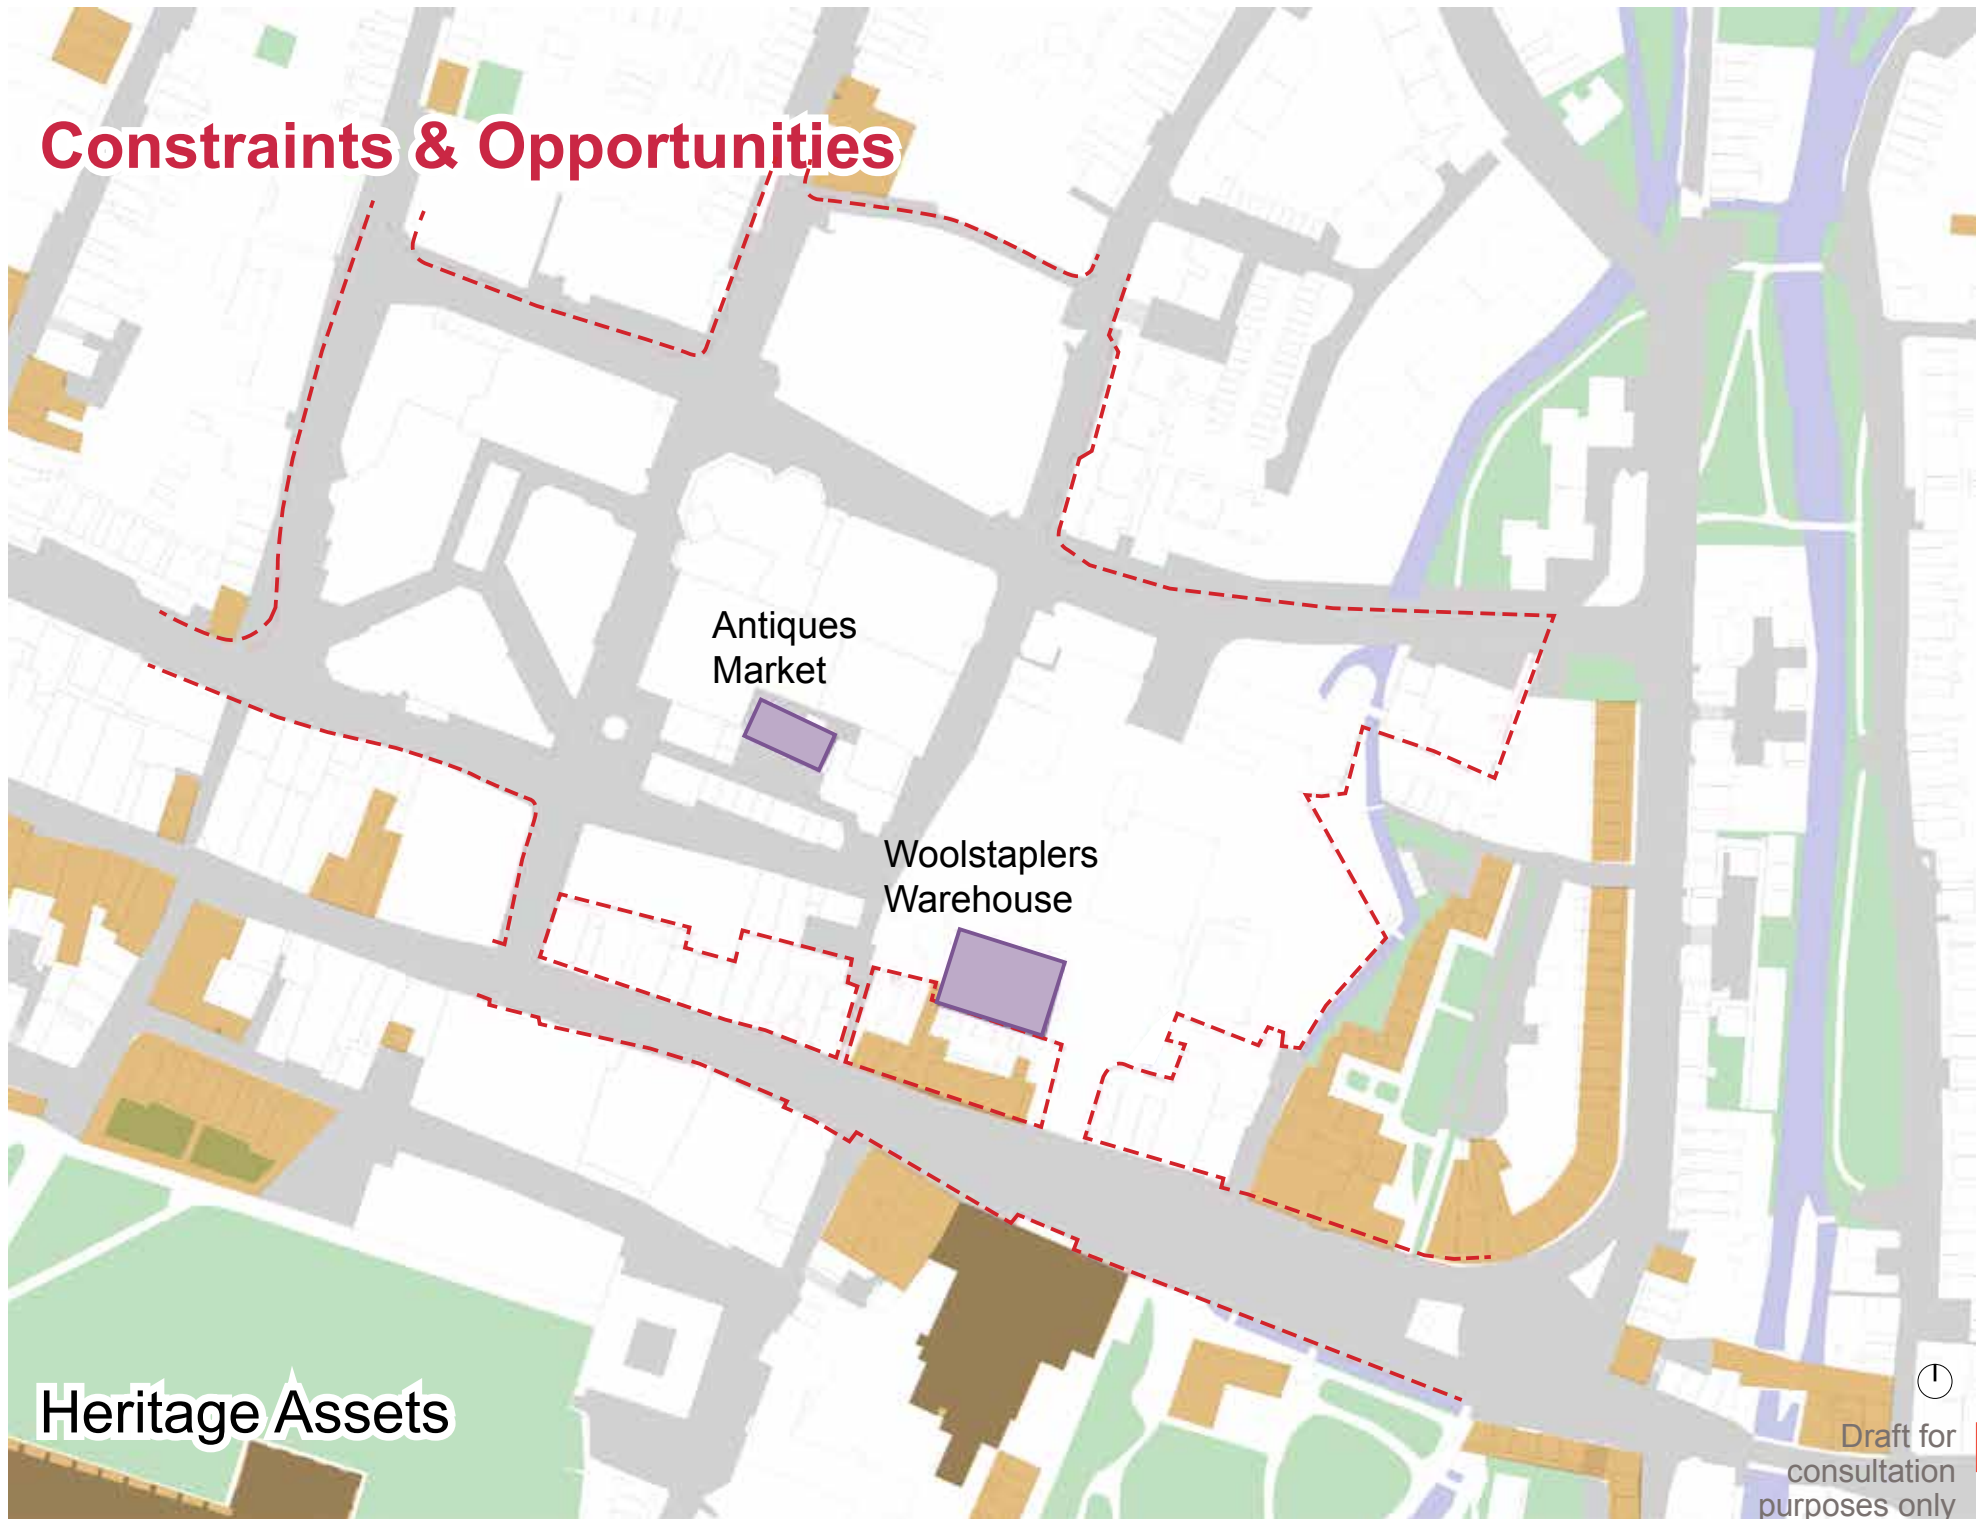 Constraints & Opportunities
Antiques
Market
Woolstaplers
Warehouse
Heritage Assets
Draft for
consultation
purposes only